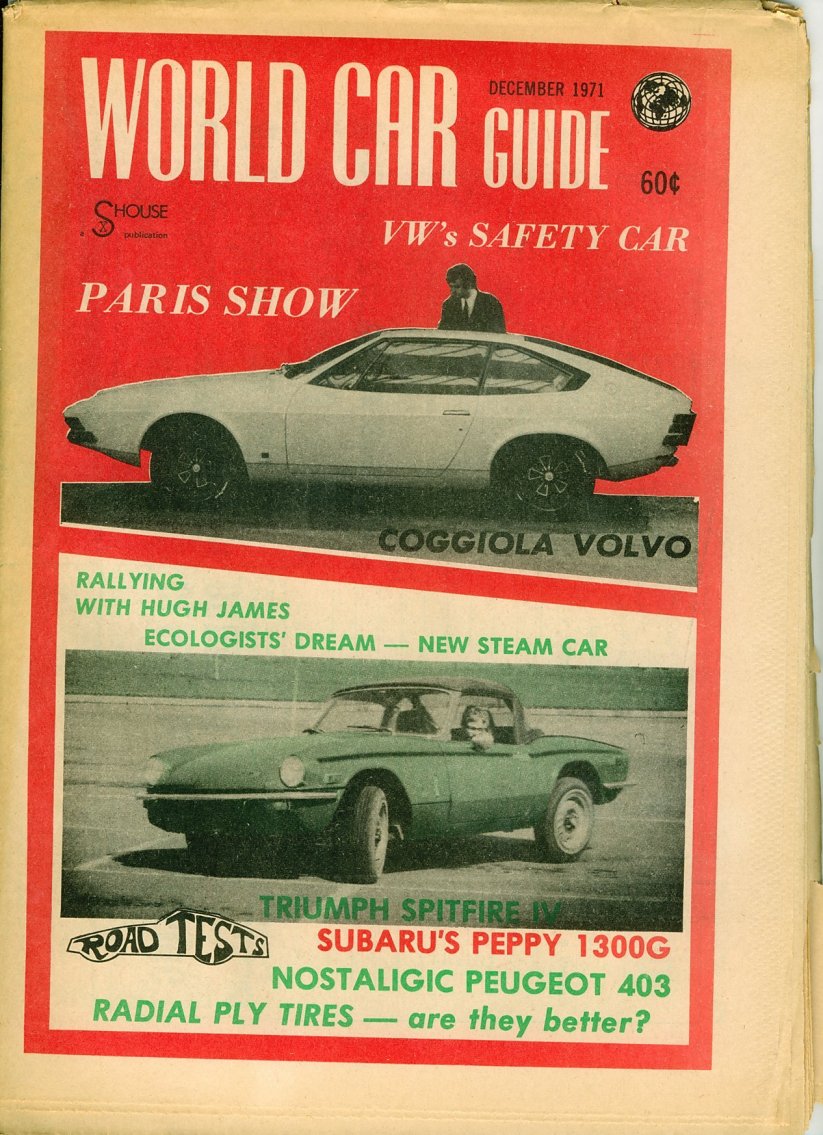 WORLD CAR GUIDE
DECEMBER 1971
60¢
SX HOUSE
a publication
VW's SAFETY CAR
PARIS SHOW
COGGIOLA VOLVO
RALLYING
WITH HUGH JAMES
ECOLOGISTS' DREAM — NEW STEAM CAR
TRIUMPH SPITFIRE IV
ROAD TESTS
SUBARU'S PEPPY 1300G
NOSTALIGIC PEUGEOT 403
RADIAL PLY TIRES — are they better?